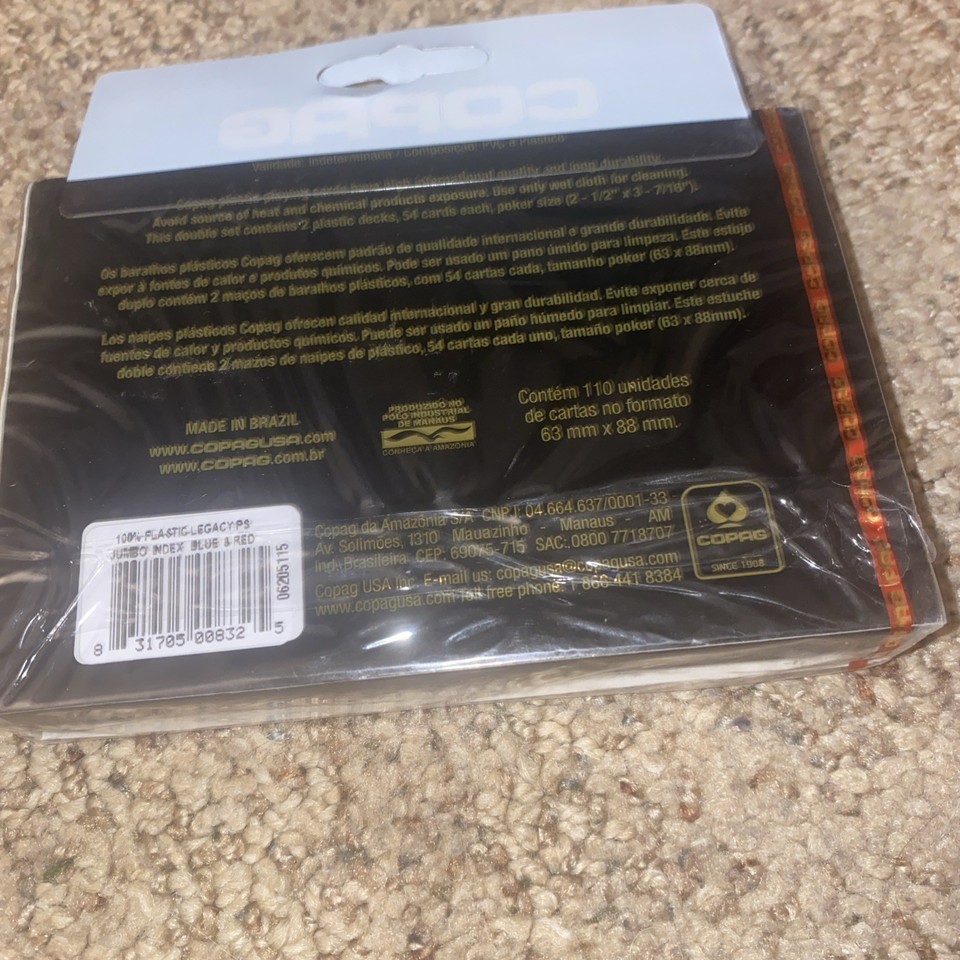 COPAG
Validade: Indeterminada / Composição: PVC e Plástico
Copag plastic playing cards have high international quality and long durability.
Avoid source of heat and chemical products exposure. Use only wet cloth for cleaning.
This double set contains 2 plastic decks, 54 cards each, poker size (2 - 1/2" x 3 - 7/16").
Os baralhos plásticos Copag oferecem padrão de qualidade internacional e grande durabilidade. Evite
expor à fontes de calor e produtos químicos. Pode ser usado um pano úmido para limpeza. Este estojo
duplo contém 2 maços de baralhos plásticos, com 54 cartas cada, tamanho poker (63 x 88mm).
Los naipes plásticos Copag ofrecen calidad internacional y gran durabilidad. Evite exponer cerca de
fuentes de calor y productos químicos. Puede ser usado un paño húmedo para limpiar. Este estuche
doble contiene 2 mazos de naipes de plástico, 54 cartas cada uno, tamaño poker (63 x 88mm).
MADE IN BRAZIL
www.COPAGUSA.com
www.COPAG.com.br
PRODUZIDO NO
PÓLO INDUSTRIAL
DE MANAUS
CONHEÇA A AMAZÔNIA
Contém 110 unidades
de cartas no formato
63 mm x 88 mm.
100% PLASTIC LEGACY PS
JUMBO INDEX BLUE & RED
06205115
8 31705 00832 5
Copag da Amazônia S/A CNPJ: 04.664.637/0001-33
Av. Solimões, 1310 - Mauazinho - Manaus - AM
Ind. Brasileira. CEP: 69075-715 SAC: 0800 7718707
Copag USA Inc. E-mail us: copagusa@copagusa.com
www.copagusa.com Toll free phone: 1 866 441 8384
COPAG
SINCE 1908